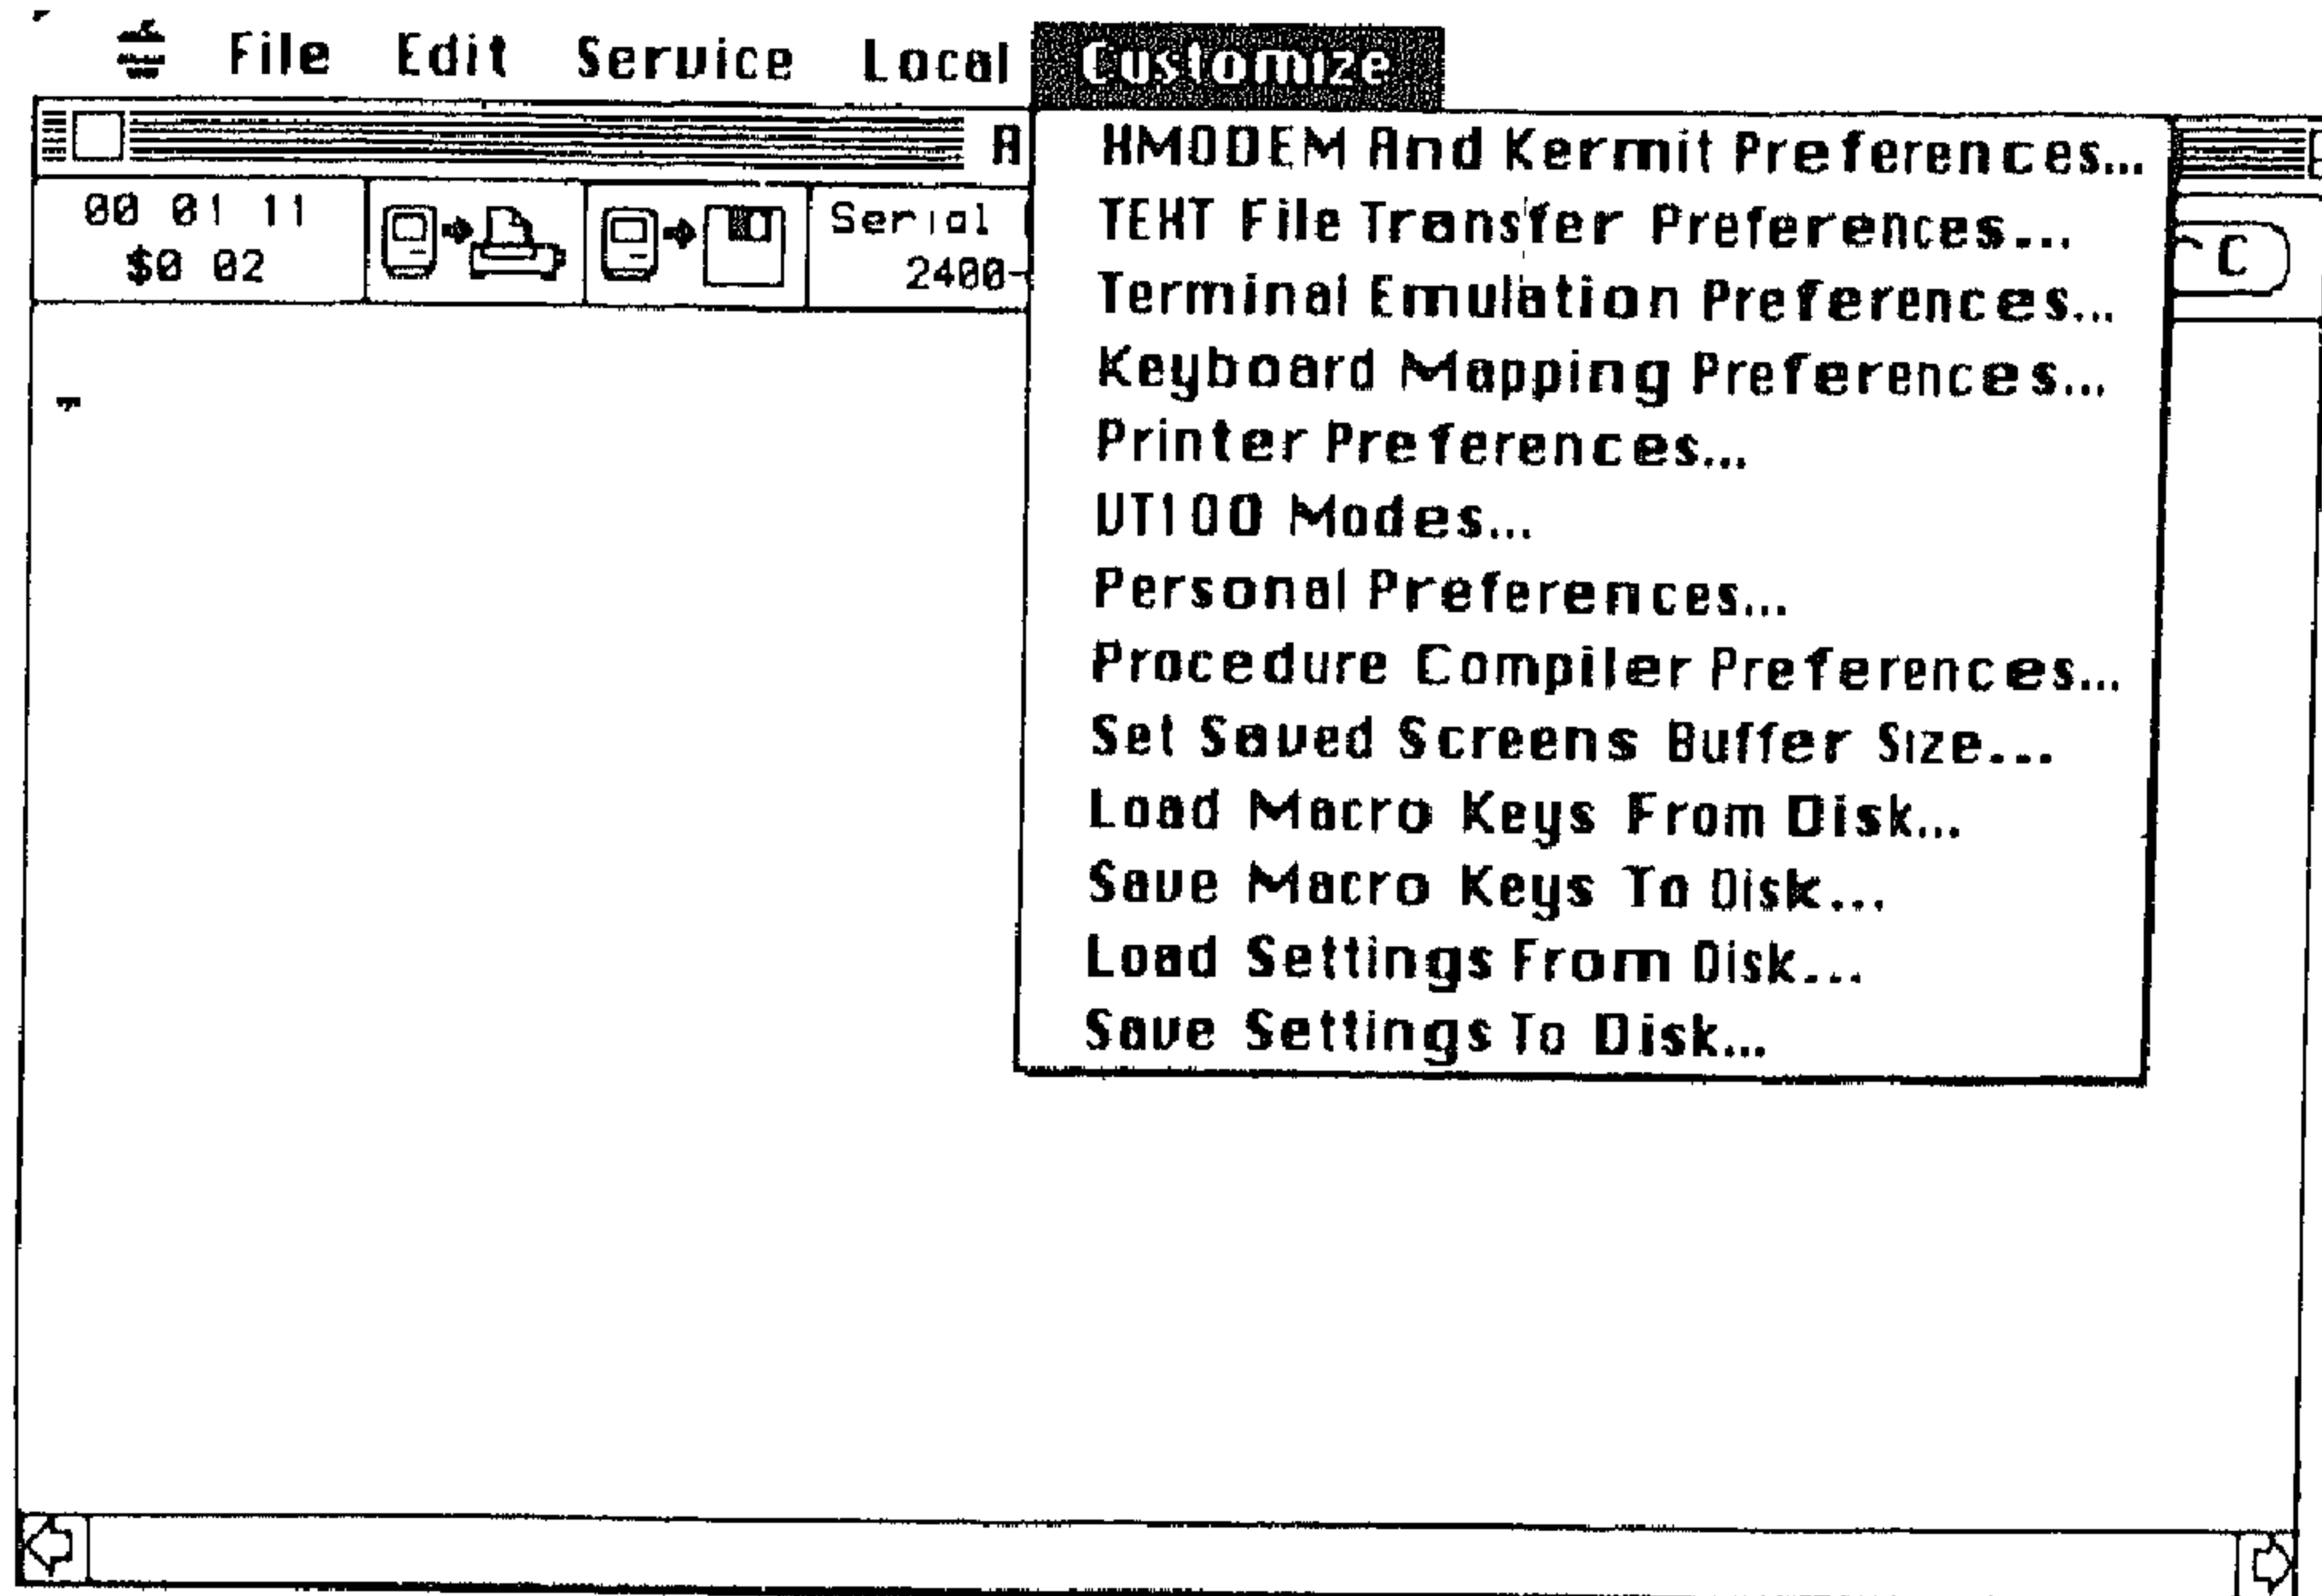 File Edit Service Local Customize
A
00 01 11
$0 02
Serial
2400-
C
XMODEM And Kermit Preferences...
TEXT File Transfer Preferences...
Terminal Emulation Preferences...
Keyboard Mapping Preferences...
Printer Preferences...
VT100 Modes...
Personal Preferences...
Procedure Compiler Preferences...
Set Saved Screens Buffer Size...
Load Macro Keys From Disk...
Save Macro Keys To Disk...
Load Settings From Disk...
Save Settings To Disk...